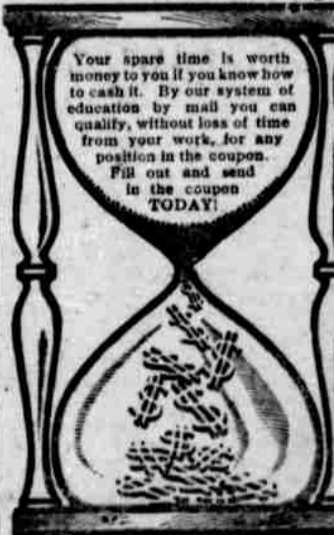 Your spare time is worth
money to you if you know how
to cash it. By our system of
education by mail you can
qualify, without loss of time
from your work, for any
position in the coupon.
Fill out and send
in the coupon
TODAY!